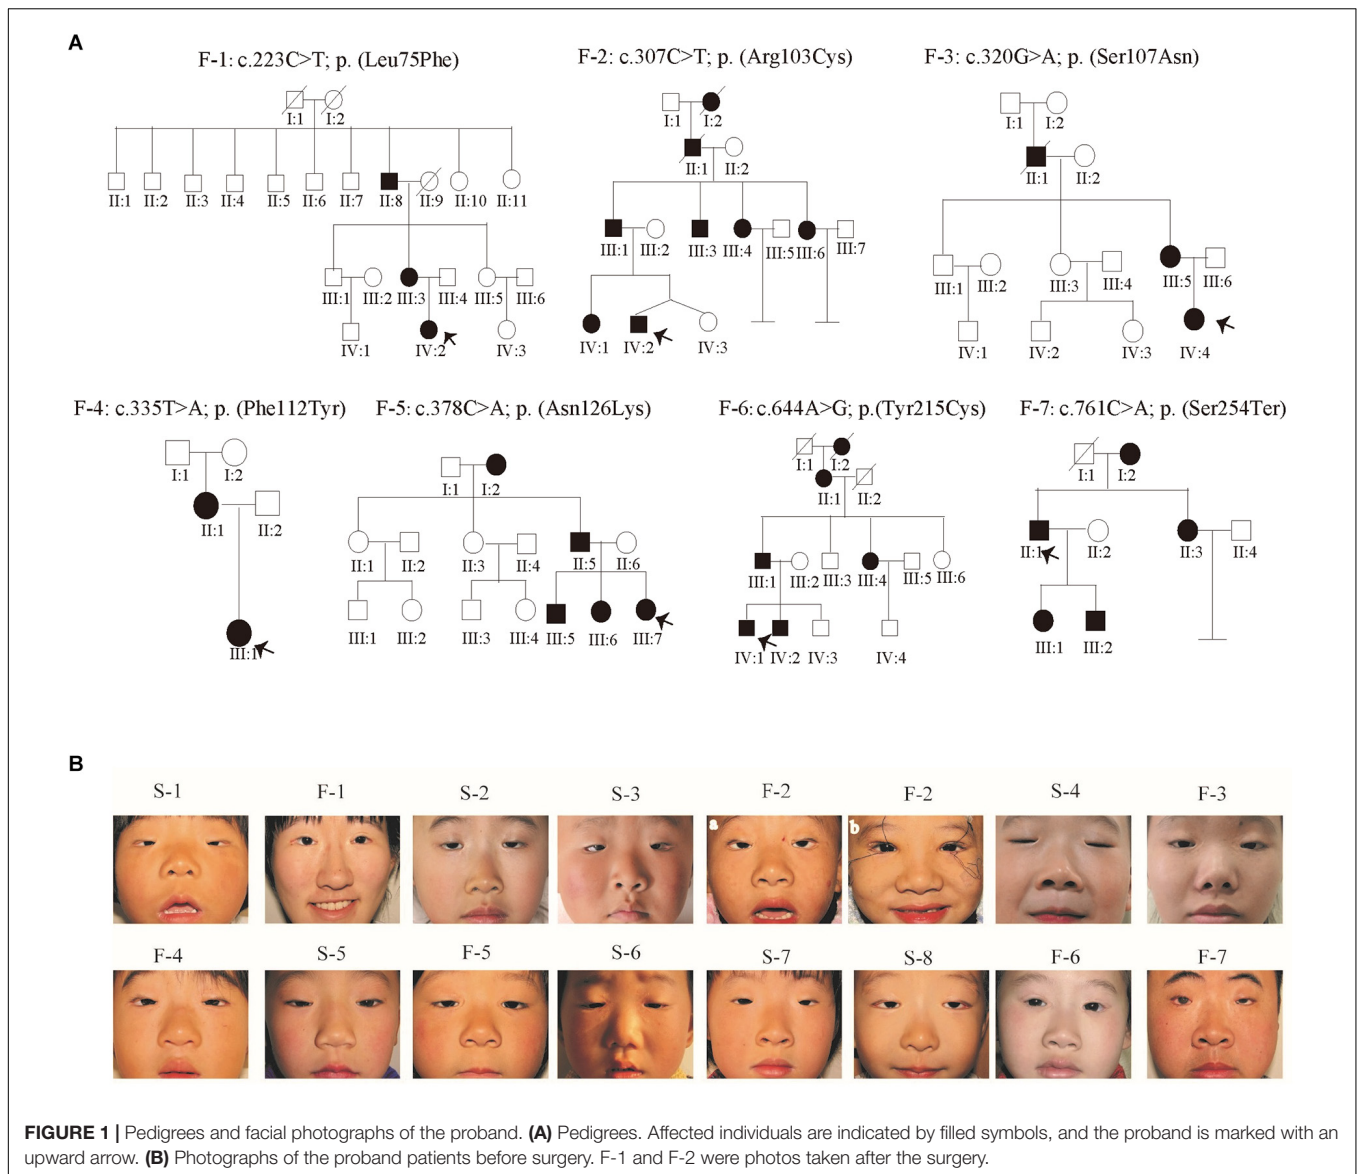 A
F-1: c.223C>T; p. (Leu75Phe)
F-2: c.307C>T; p. (Arg103Cys)
F-3: c.320G>A; p. (Ser107Asn)
I:1 I:2
II:1 II:2 II:3 II:4 II:5 II:6 II:7 II:8 II:9 II:10 II:11
III:1 III:2 III:3 III:4 III:5 III:6
IV:1 IV:2 IV:3
I:1 I:2
II:1 II:2
III:1 III:2 III:3 III:4 III:5 III:6 III:7
IV:1 IV:2 IV:3
I:1 I:2
II:1 II:2
III:1 III:2 III:3 III:4 III:5 III:6
IV:1 IV:2 IV:3 IV:4
F-4: c.335T>A; p. (Phe112Tyr)
F-5: c.378C>A; p. (Asn126Lys)
F-6: c.644A>G; p.(Tyr215Cys)
F-7: c.761C>A; p. (Ser254Ter)
I:1 I:2
II:1 II:2
III:1
I:1 I:2
II:1 II:2 II:3 II:4 II:5 II:6
III:1 III:2 III:3 III:4 III:5 III:6 III:7
I:1 I:2
II:1 II:2
III:1 III:2 III:3 III:4 III:5 III:6
IV:1 IV:2 IV:3 IV:4
I:1 I:2
II:1 II:2 II:3 II:4
III:1 III:2
B
S-1 F-1 S-2 S-3 F-2 F-2 S-4 F-3
a b
F-4 S-5 F-5 S-6 S-7 S-8 F-6 F-7
FIGURE 1 | Pedigrees and facial photographs of the proband. (A) Pedigrees. Affected individuals are indicated by filled symbols, and the proband is marked with an
upward arrow. (B) Photographs of the proband patients before surgery. F-1 and F-2 were photos taken after the surgery.